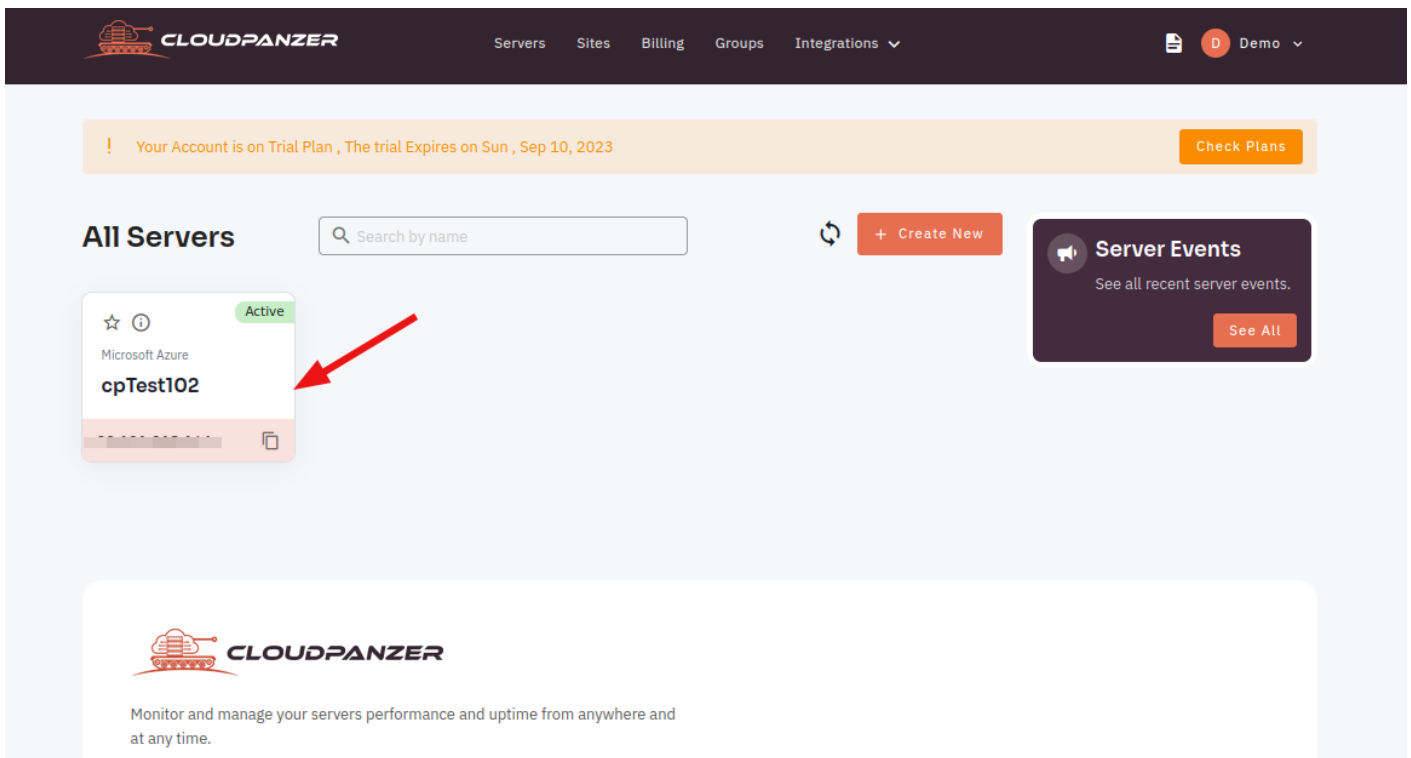 CLOUDPANZER
Servers Sites Billing Groups Integrations
D Demo
! Your Account is on Trial Plan , The trial Expires on Sun , Sep 10, 2023
Check Plans
All Servers
Search by name
+ Create New
Server Events
See all recent server events.
See All
Active
Microsoft Azure
cpTest102
CLOUDPANZER
Monitor and manage your servers performance and uptime from anywhere and
at any time.